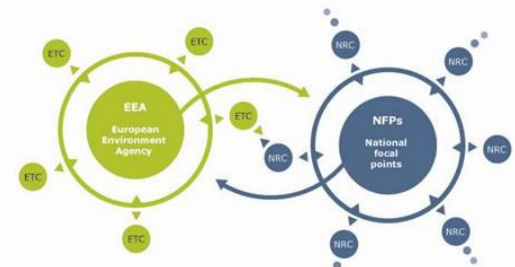 ETC
ETC
ETC
ETC
ETC
ETC
EEA
European
Environment
Agency
NRC
NRC
NRC
NRC
NRC
NRC
NFPs
National
focal
points